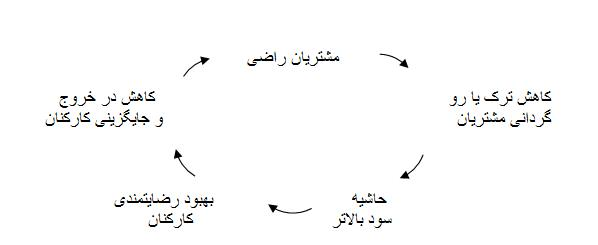 مشتریان راضی
کاهش ترک یا رو
گردانی مشتریان
حاشیه
سود بالاتر
بهبود رضایتمندی
کارکنان
کاهش در خروج
و جایگزینی کارکنان